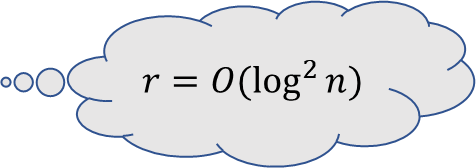 r = O(log² n)